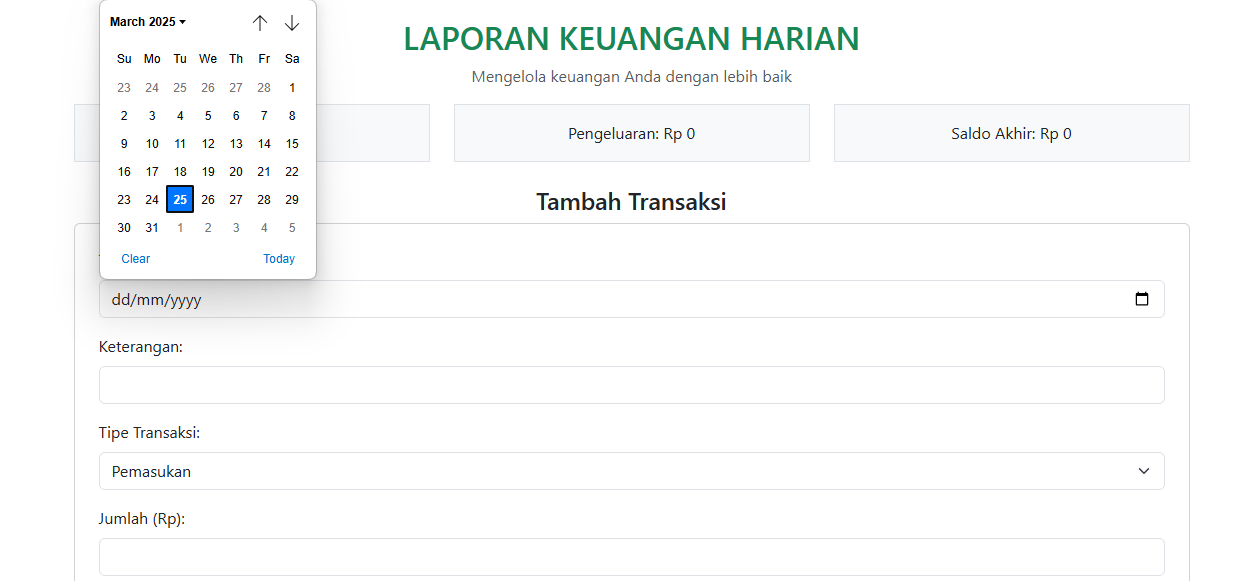 March 2025
Su Mo Tu We Th Fr Sa
23 24 25 26 27 28 1
2 3 4 5 6 7 8
9 10 11 12 13 14 15
16 17 18 19 20 21 22
23 24 25 26 27 28 29
30 31 1 2 3 4 5
Clear Today
LAPORAN KEUANGAN HARIAN
Mengelola keuangan Anda dengan lebih baik
Pengeluaran: Rp 0
Saldo Akhir: Rp 0
Tambah Transaksi
dd/mm/yyyy
Keterangan:
Tipe Transaksi:
Pemasukan
Jumlah (Rp):